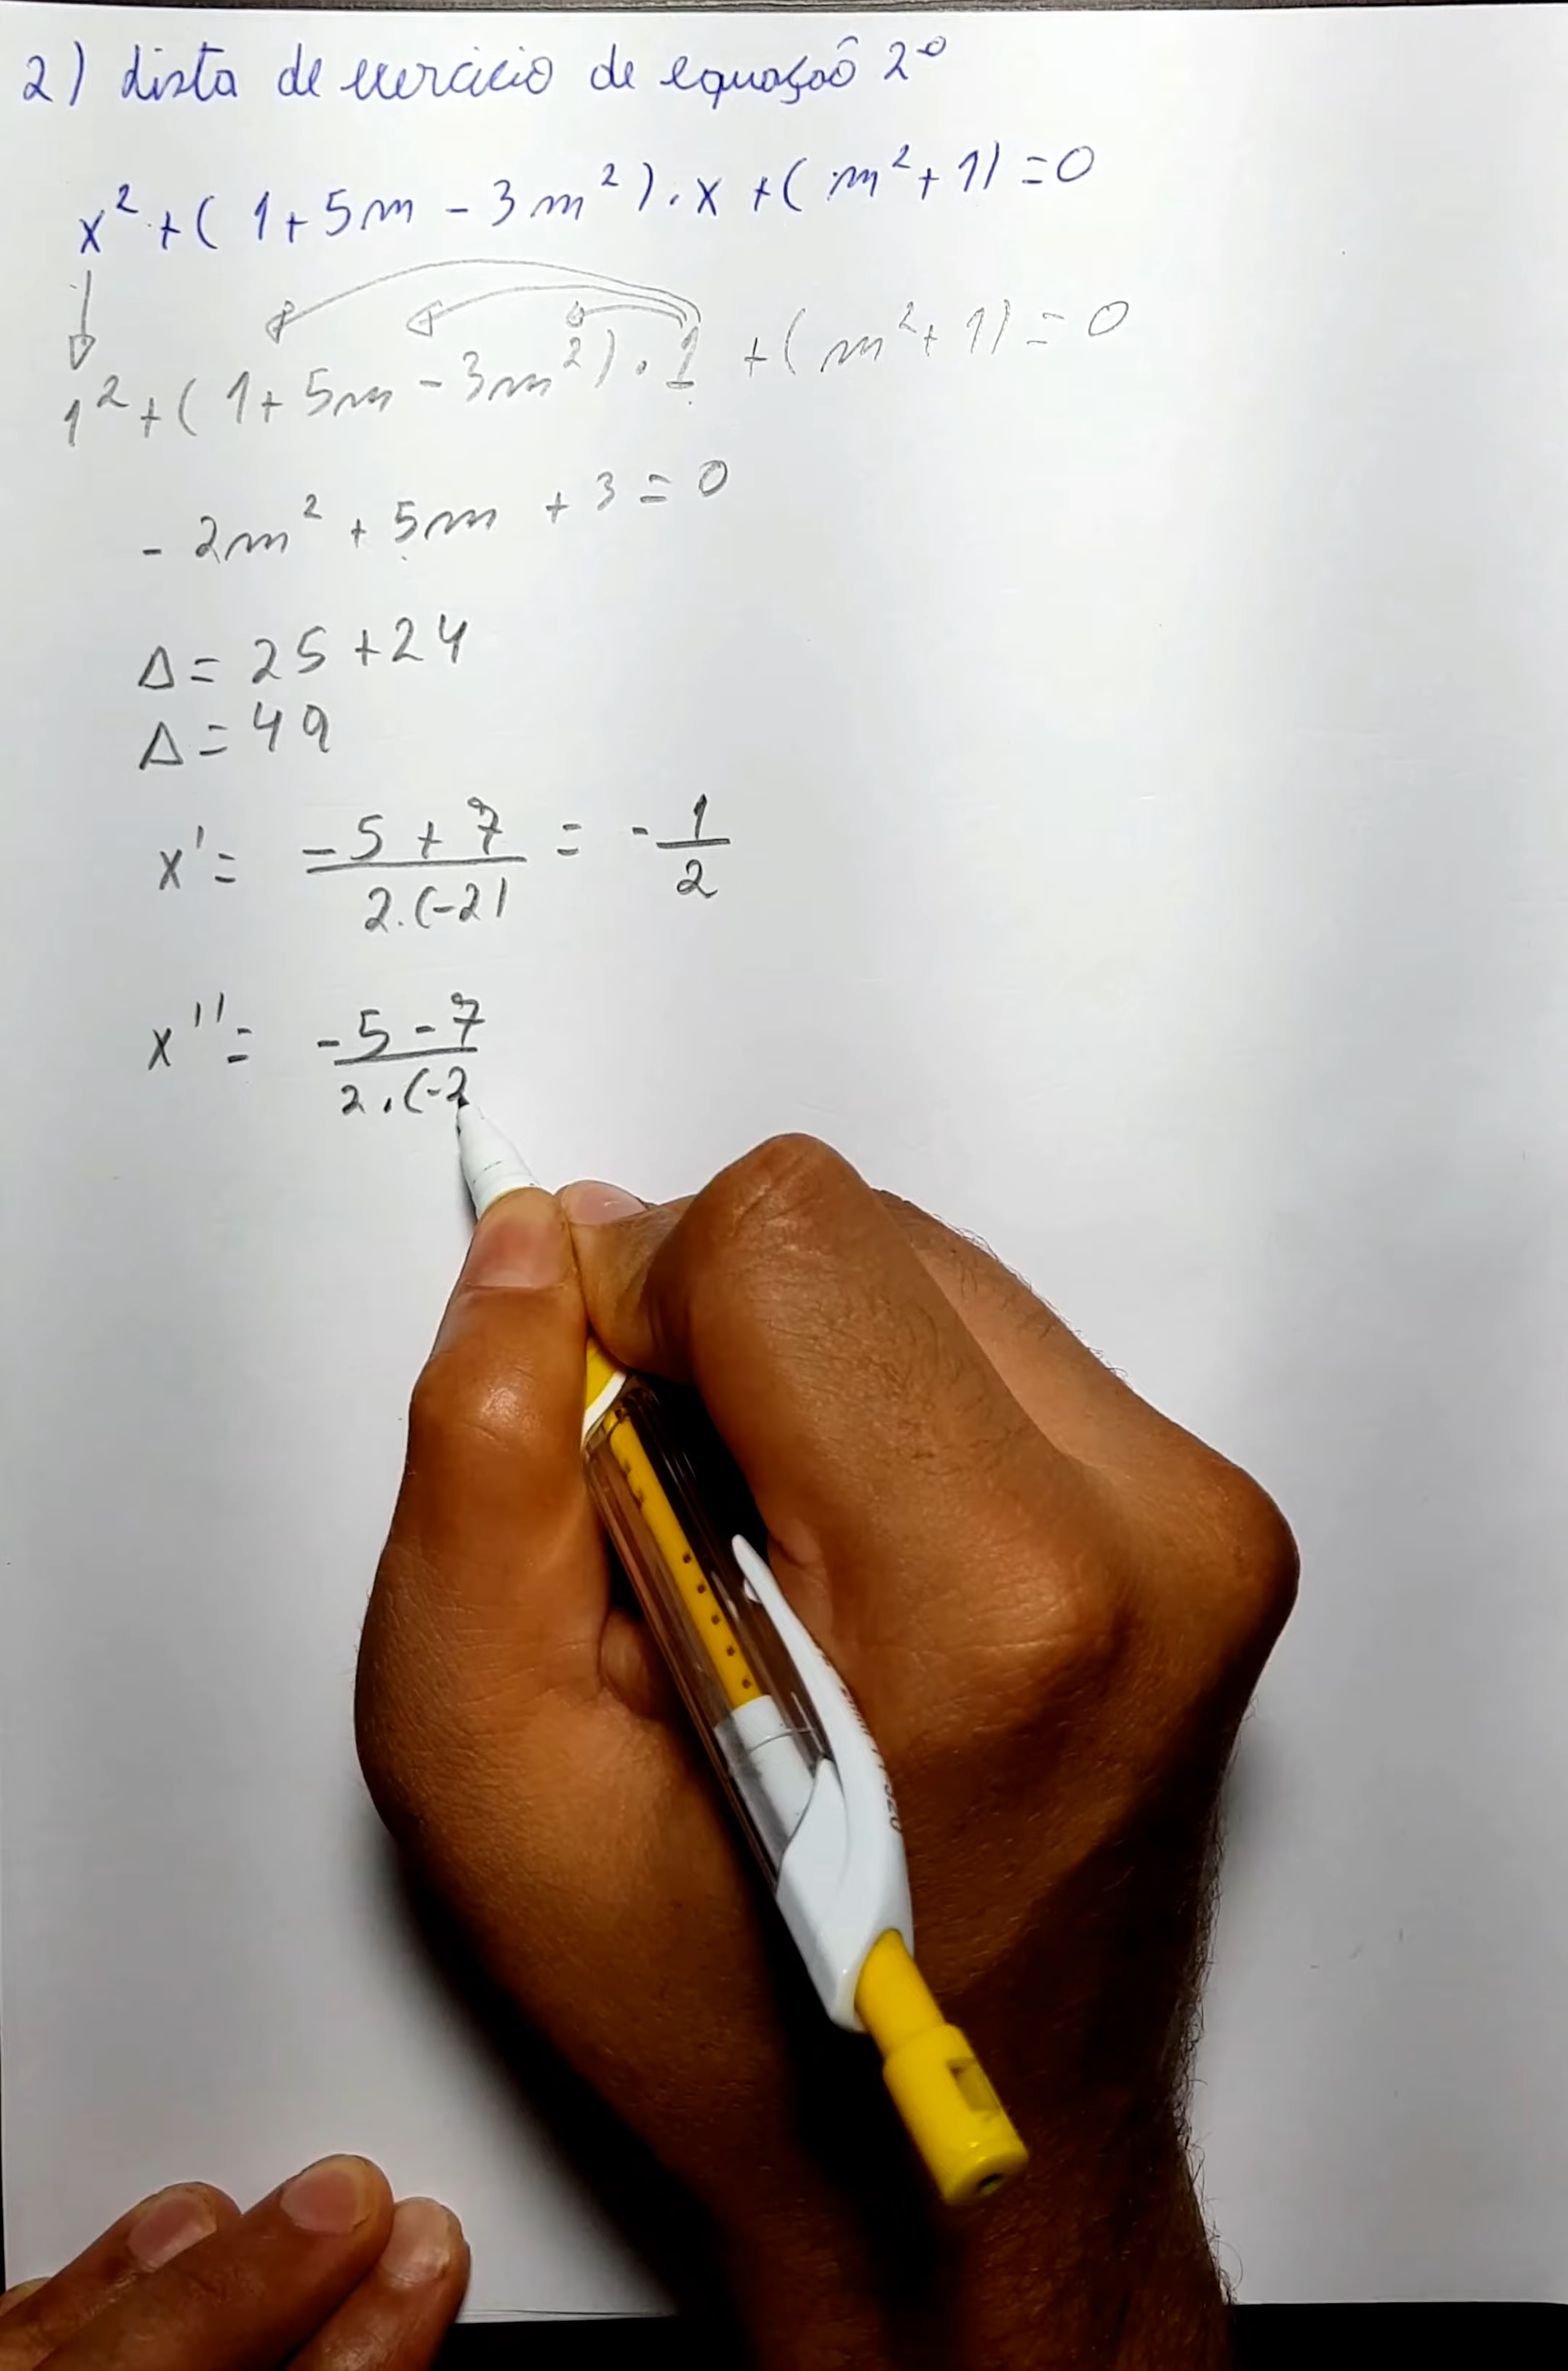 2) Lista de exercício de equação 2º
x² + ( 1 + 5m - 3m² ) . x + ( m² + 1) = 0
1² + ( 1 + 5m - 3m² ) . 1 + ( m² + 1) = 0
- 2m² + 5m + 3 = 0
Δ = 25 + 24
Δ = 49
x' = -5 + 7 / 2.(-2) = - 1/2
x'' = -5 - 7 / 2.(-2